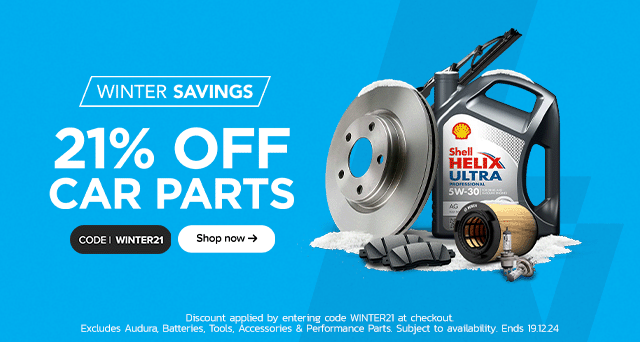 WINTER SAVINGS
21% OFF
CAR PARTS
CODE | WINTER21
Shop now →
Shell
HELIX
ULTRA
PROFESSIONAL
5W-30
AG
Discount applied by entering code WINTER21 at checkout.
Excludes Audura, Batteries, Tools, Accessories & Performance Parts. Subject to availability. Ends 19.12.24